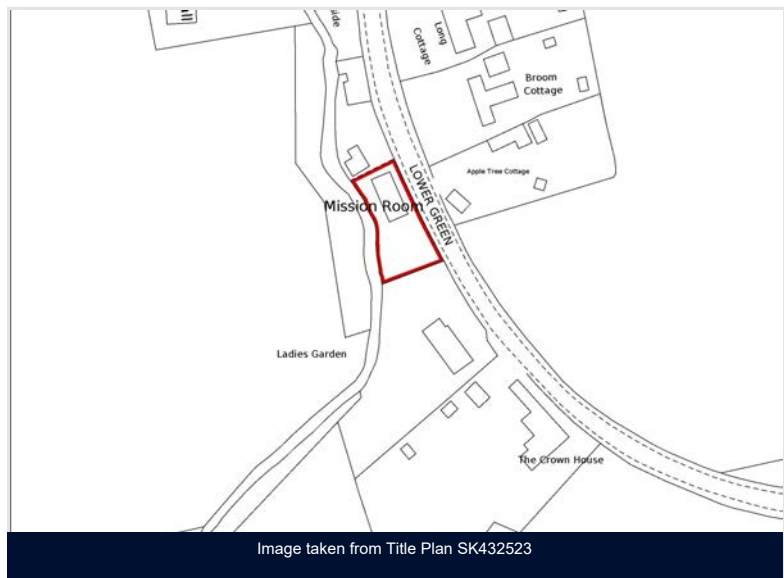 Long
Cottage
Broom
Cottage
Apple Tree Cottage
LOWER GREEN
Mission Room
Ladies Garden
The Crown House
Image taken from Title Plan SK432523